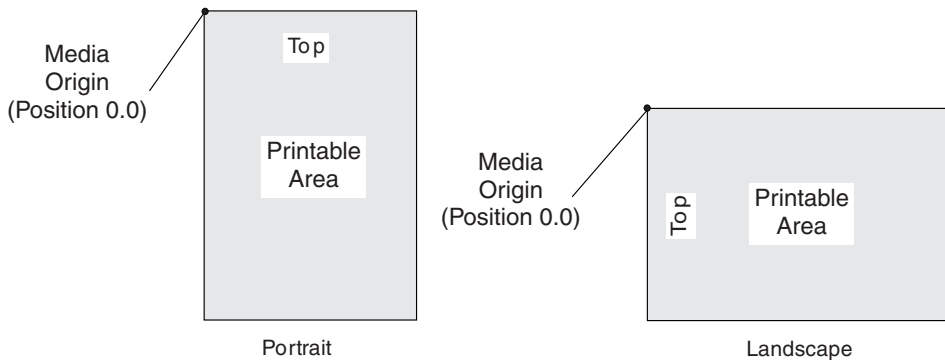 Media
Origin
(Position 0.0)
Top
Printable
Area
Portrait
Media
Origin
(Position 0.0)
Top
Printable
Area
Landscape